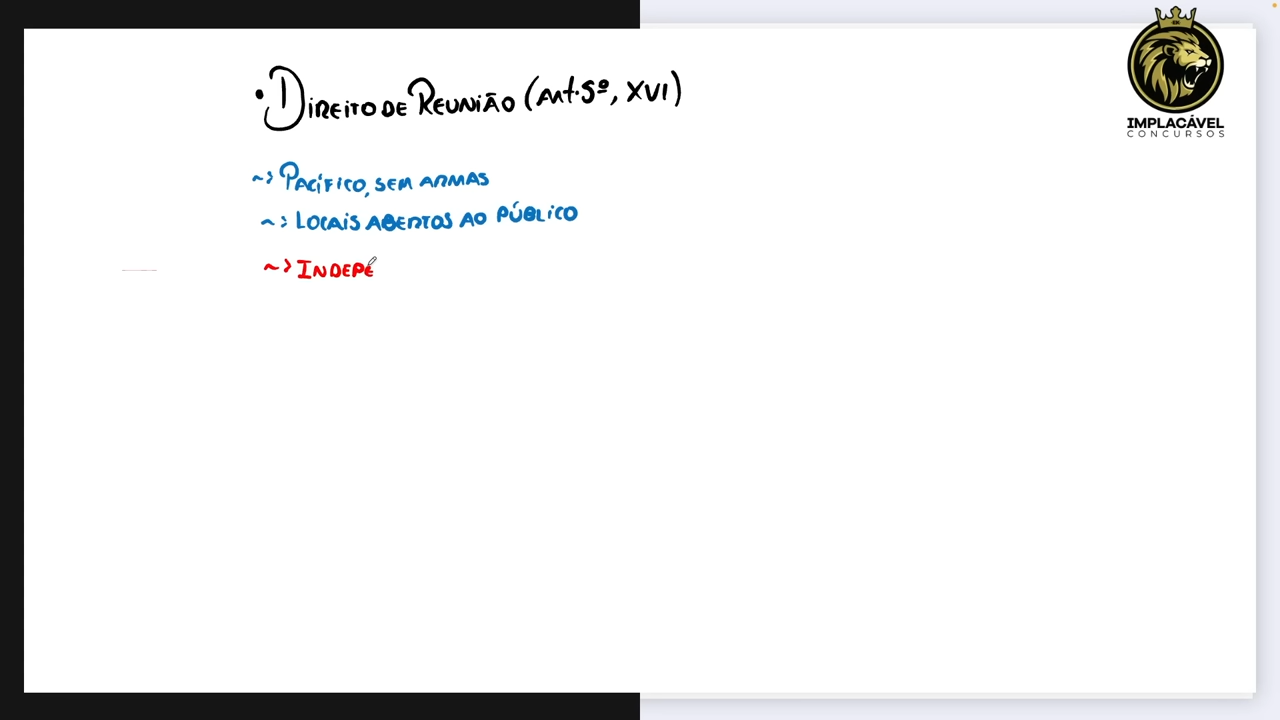 • DIREITO DE REUNIÃO (Art. 5º, XVI)
IMPLACÁVEL
CONCURSOS
~> PACÍFICO, SEM ARMAS
~> LOCAIS ABERTOS AO PÚBLICO
~> INDEPE